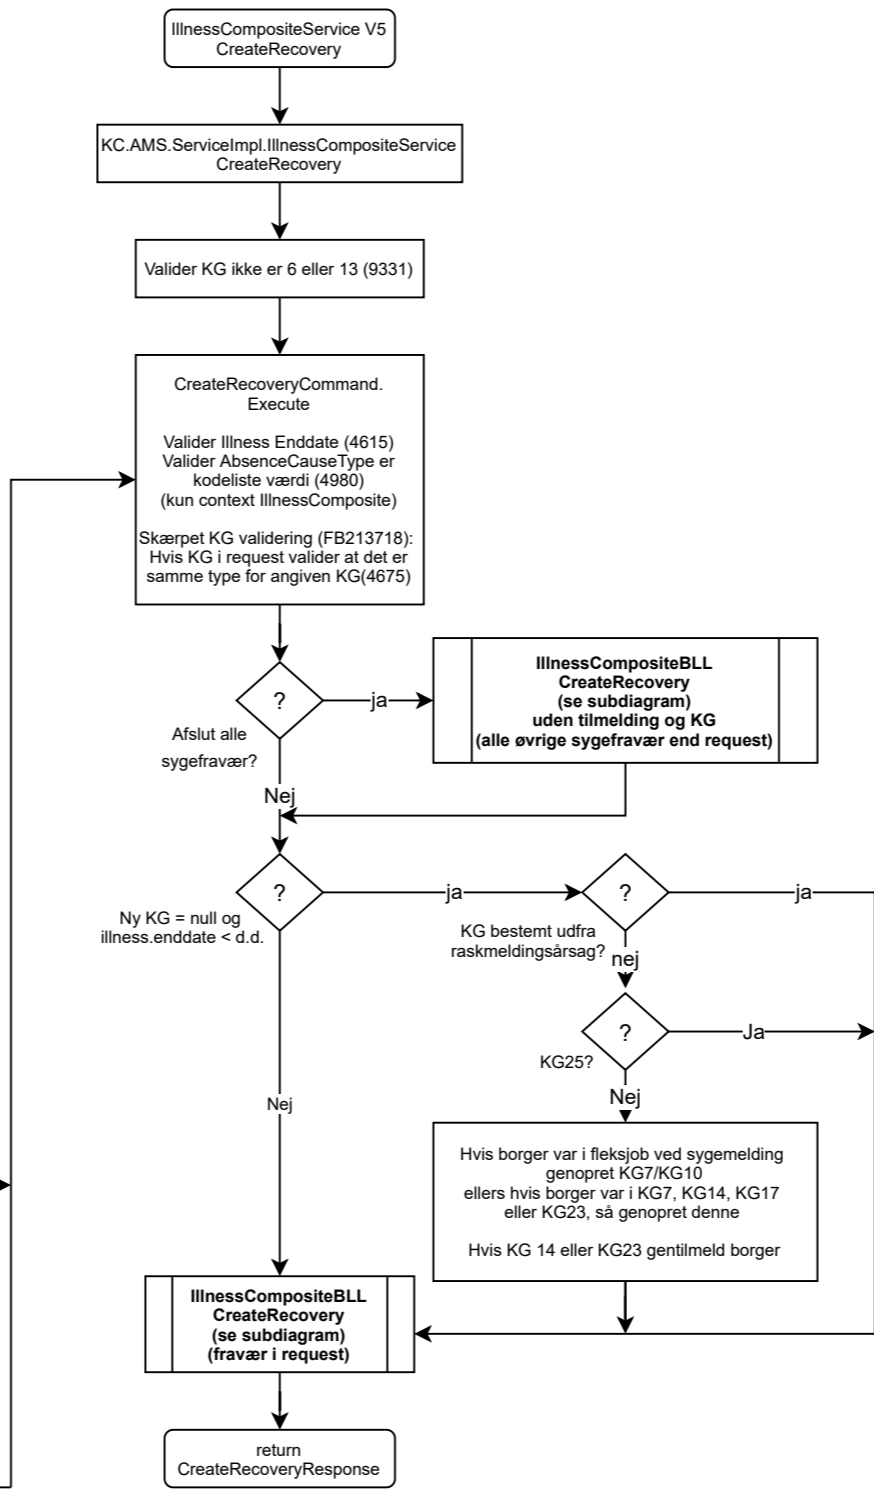 IllnessCompositeService V5
CreateRecovery
KC.AMS.ServiceImpl.IllnessCompositeService
CreateRecovery
Valider KG ikke er 6 eller 13 (9331)
CreateRecoveryCommand.
Execute
Valider Illness Enddate (4615)
Valider AbsenceCauseType er
kodeliste værdi (4980)
(kun context IllnessComposite)
Skærpet KG validering (FB213718):
Hvis KG i request valider at det er
samme type for angiven KG(4675)
?
ja
Afslut alle
sygefravær?
IllnessCompositeBLL
CreateRecovery
(se subdiagram)
uden tilmelding og KG
(alle øvrige sygefravær end request)
Nej
?
ja
Ny KG = null og
illness.enddate < d.d.
?
ja
KG bestemt udfra
raskmeldingsårsag?
nej
?
Ja
KG25?
Nej
Nej
Hvis borger var i fleksjob ved sygemelding
genopret KG7/KG10
ellers hvis borger var i KG7, KG14, KG17
eller KG23, så genopret denne
Hvis KG 14 eller KG23 gentilmeld borger
IllnessCompositeBLL
CreateRecovery
(se subdiagram)
(fravær i request)
return
CreateRecoveryResponse